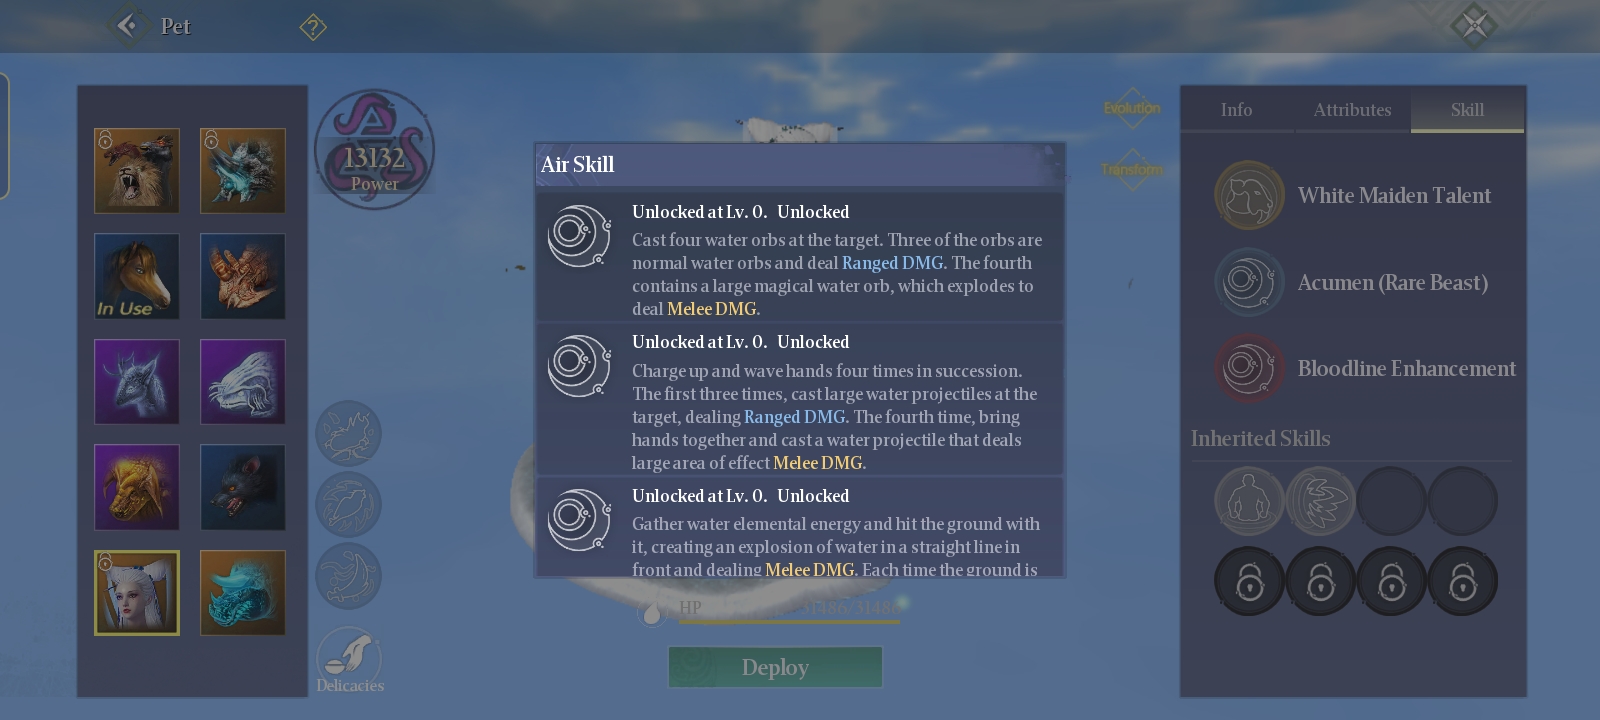 Pet
?
13132
Power
In Use
Delicacies
Evolution
Transform
Air Skill
Unlocked at Lv. 0. Unlocked
Cast four water orbs at the target. Three of the orbs are
normal water orbs and deal Ranged DMG. The fourth
contains a large magical water orb, which explodes to
deal Melee DMG.
Unlocked at Lv. 0. Unlocked
Charge up and wave hands four times in succession.
The first three times, cast large water projectiles at the
target, dealing Ranged DMG. The fourth time, bring
hands together and cast a water projectile that deals
large area of effect Melee DMG.
Unlocked at Lv. 0. Unlocked
Gather water elemental energy and hit the ground with
it, creating an explosion of water in a straight line in
front and dealing Melee DMG. Each time the ground is
HP 31486/31486
Deploy
Info Attributes Skill
White Maiden Talent
Acumen (Rare Beast)
Bloodline Enhancement
Inherited Skills